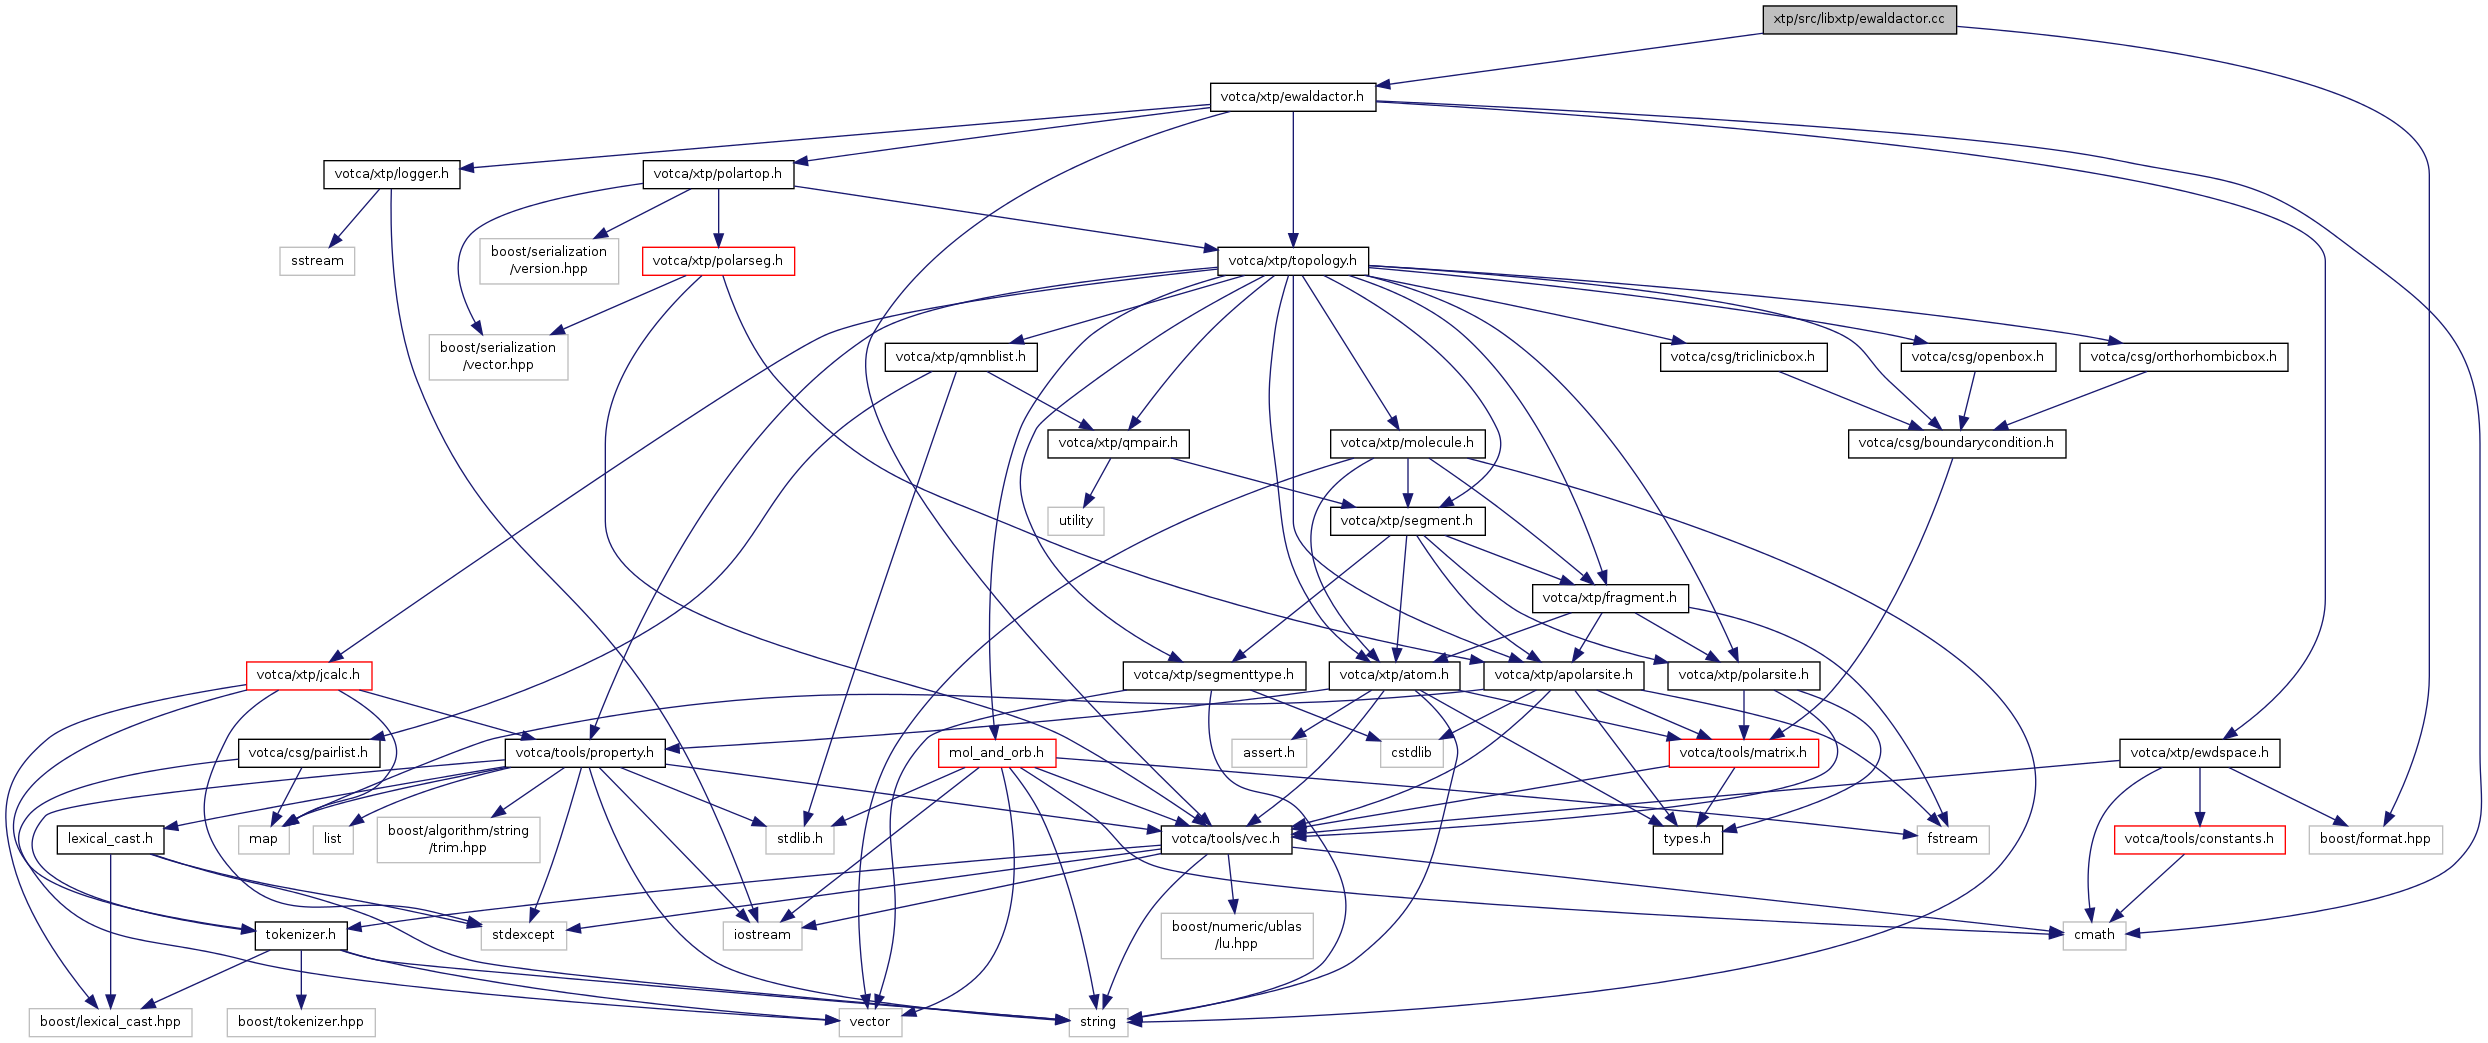 xtp/src/libxtp/ewaldactor.cc
votca/xtp/ewaldactor.h
votca/xtp/logger.h
votca/xtp/polartop.h
sstream
boost/serialization
/version.hpp
votca/xtp/polarseg.h
votca/xtp/topology.h
boost/serialization
/vector.hpp
votca/xtp/qmnblist.h
votca/csg/triclinicbox.h
votca/csg/openbox.h
votca/csg/orthorhombicbox.h
votca/xtp/qmpair.h
votca/xtp/molecule.h
votca/csg/boundarycondition.h
utility
votca/xtp/segment.h
votca/xtp/fragment.h
votca/xtp/jcalc.h
votca/xtp/segmenttype.h
votca/xtp/atom.h
votca/xtp/apolarsite.h
votca/xtp/polarsite.h
votca/csg/pairlist.h
votca/tools/property.h
mol_and_orb.h
assert.h
cstdlib
votca/tools/matrix.h
votca/xtp/ewdspace.h
lexical_cast.h
map
list
boost/algorithm/string
/trim.hpp
stdlib.h
votca/tools/vec.h
types.h
fstream
votca/tools/constants.h
boost/format.hpp
tokenizer.h
stdexcept
iostream
boost/numeric/ublas
/lu.hpp
cmath
boost/lexical_cast.hpp
boost/tokenizer.hpp
vector
string